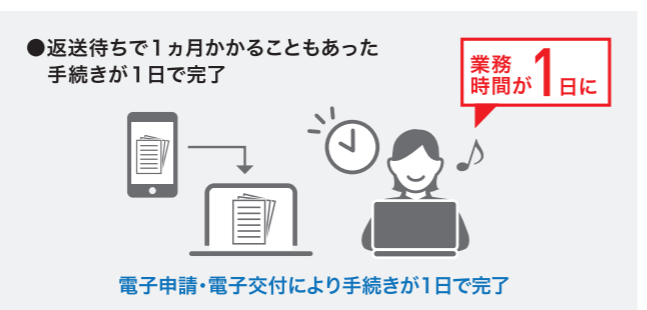 ●返送待ちで1ヵ月かかることもあった
手続きが1日で完了
業務
時間が1日に
電子申請・電子交付により手続きが1日で完了